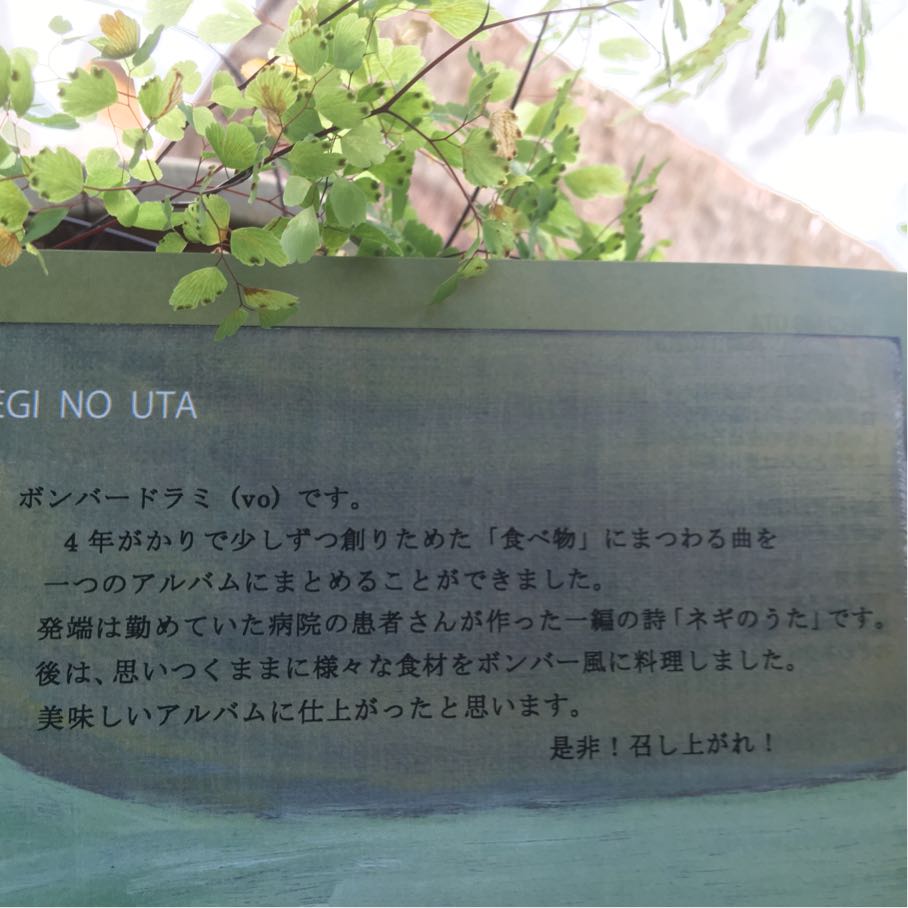 EGI NO UTA
ボンバードラミ (vo) です。
4年がかりで少しずつ創りためた「食べ物」にまつわる曲を
一つのアルバムにまとめることができました。
発端は勤めていた病院の患者さんが作った一編の詩「ネギのうた」です。
後は、思いつくままに様々な食材をボンバー風に料理しました。
美味しいアルバムに仕上がったと思います。
是非！召し上がれ！